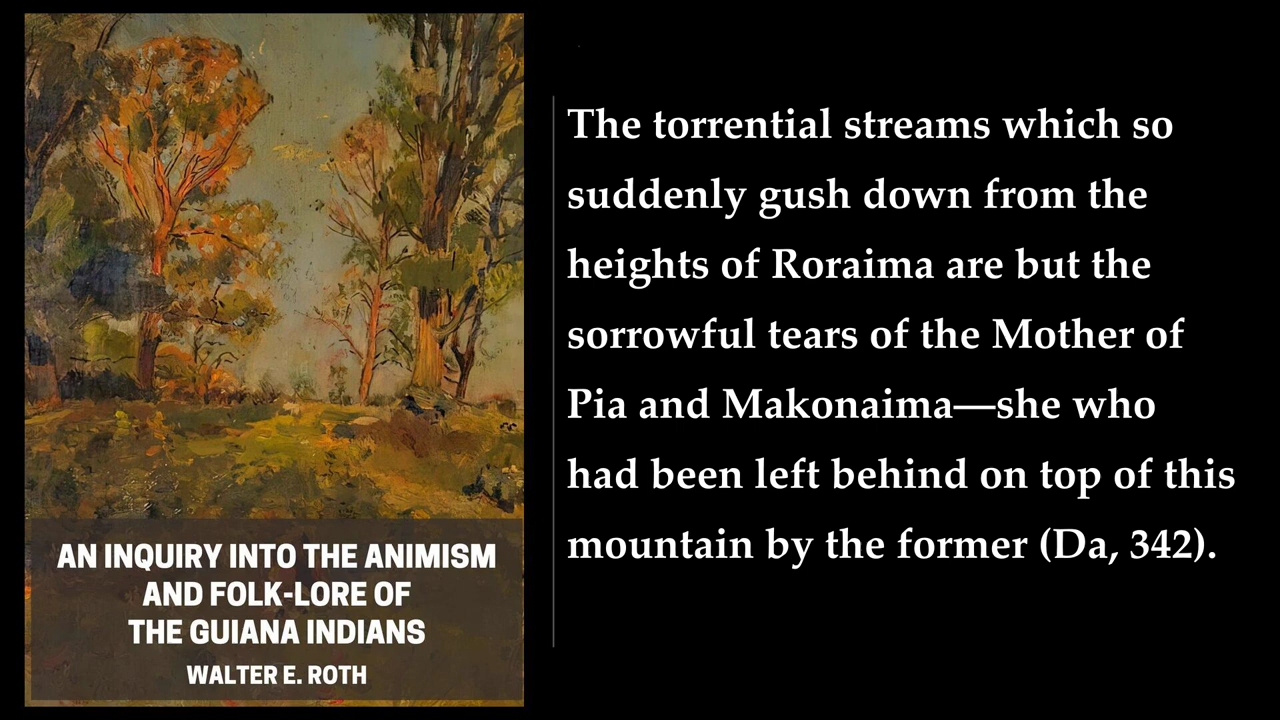 The torrential streams which so
suddenly gush down from the
heights of Roraima are but the
sorrowful tears of the Mother of
Pia and Makonaima—she who
had been left behind on top of this
mountain by the former (Da, 342).
AN INQUIRY INTO THE ANIMISM
AND FOLK-LORE OF
THE GUIANA INDIANS
WALTER E. ROTH